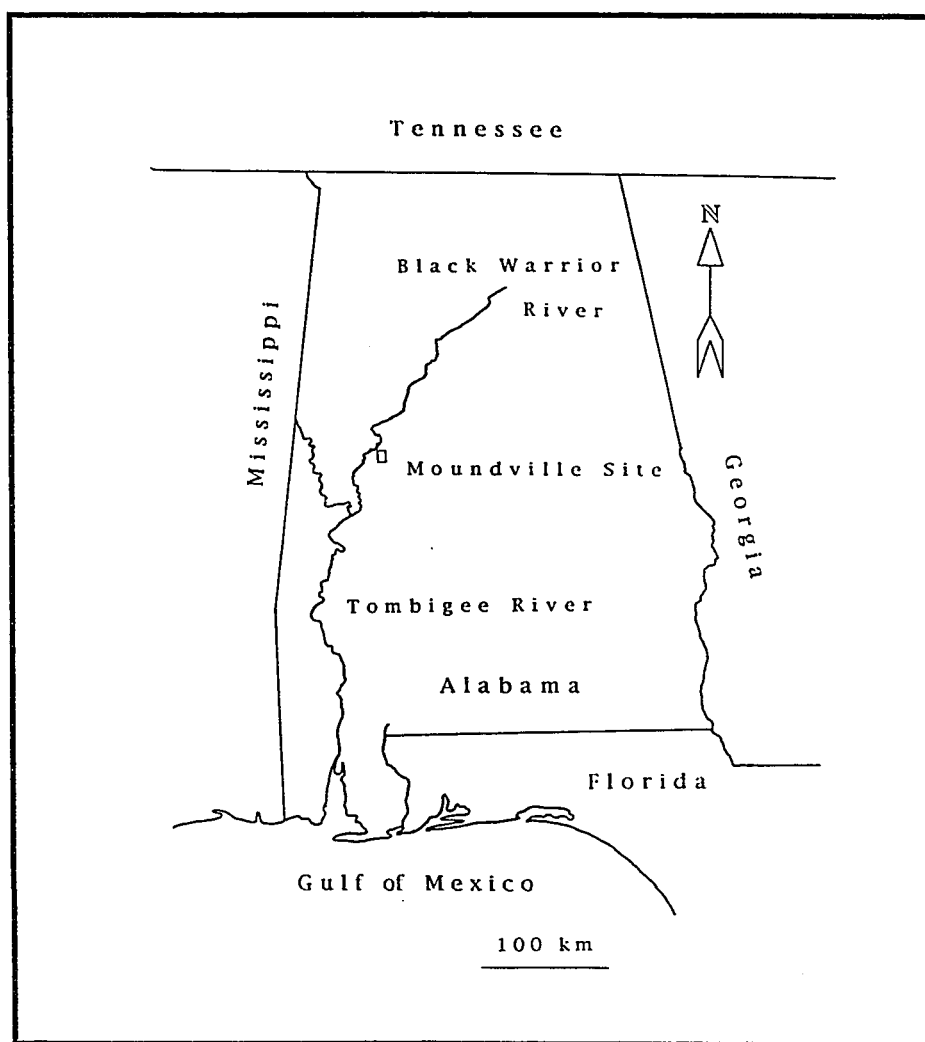 Tennessee
N
Black Warrior
River
Mississippi
Moundville Site
Georgia
Tombigee River
Alabama
Florida
Gulf of Mexico
100 km